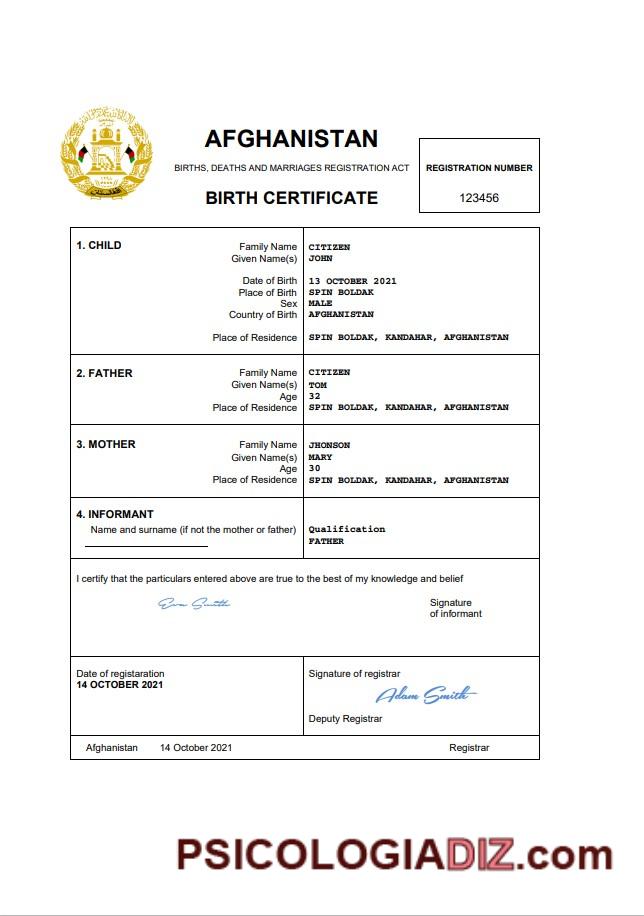 AFGHANISTAN
BIRTHS, DEATHS AND MARRIAGES REGISTRATION ACT
BIRTH CERTIFICATE
REGISTRATION NUMBER
123456
1. CHILD
Family Name CITIZEN
Given Name(s) JOHN
Date of Birth 13 OCTOBER 2021
Place of Birth SPIN BOLDAK
Sex MALE
Country of Birth AFGHANISTAN
Place of Residence SPIN BOLDAK, KANDAHAR, AFGHANISTAN
2. FATHER
Family Name CITIZEN
Given Name(s) TOM
Age 32
Place of Residence SPIN BOLDAK, KANDAHAR, AFGHANISTAN
3. MOTHER
Family Name JHONSON
Given Name(s) MARY
Age 30
Place of Residence SPIN BOLDAK, KANDAHAR, AFGHANISTAN
4. INFORMANT
Name and surname (if not the mother or father) Qualification
FATHER
I certify that the particulars entered above are true to the best of my knowledge and belief
Eva Smith
Signature
of informant
Date of registaration
14 OCTOBER 2021
Signature of registrar
Adam Smith
Deputy Registrar
Afghanistan 14 October 2021 Registrar
PSICOLOGIADIZ.com